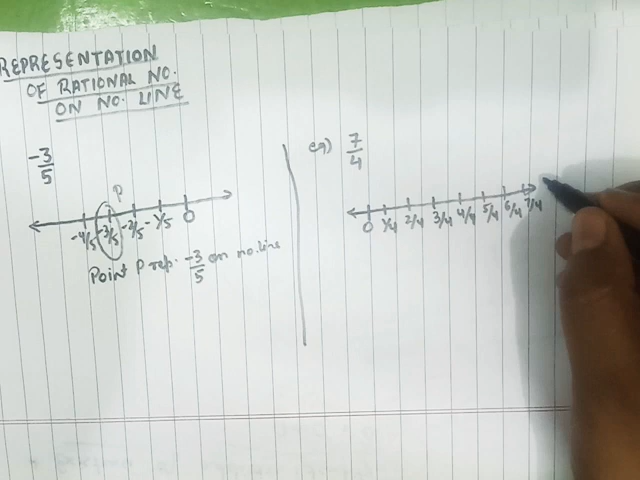 REPRESENTATION
OF RATIONAL NO.
ON NO. LINE
-3/5
P
-4/5 -3/5 -2/5 -1/5 0
Point P rep. -3/5 on no. line
eg) 7/4
0 1/4 2/4 3/4 4/4 5/4 6/4 7/4